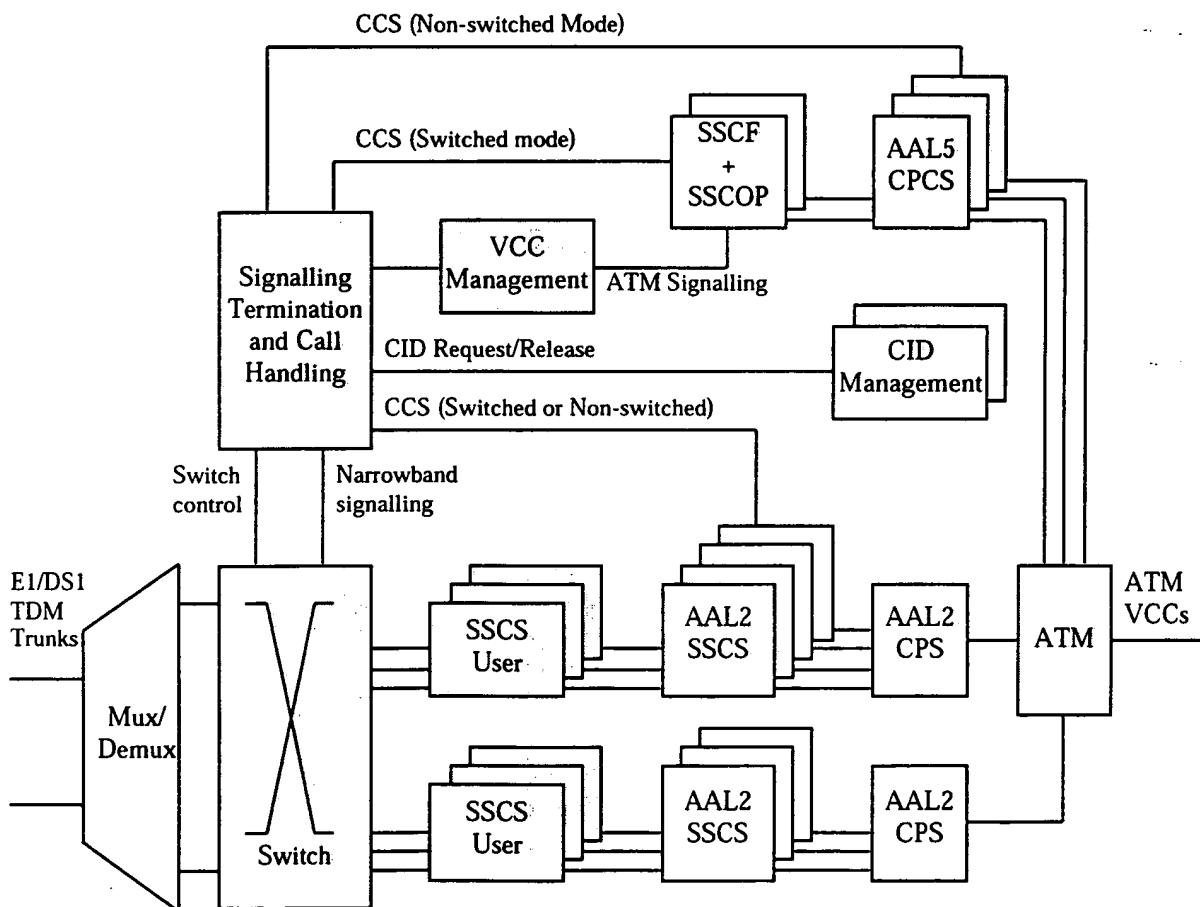 CCS (Non-switched Mode)
CCS (Switched mode)
SSCF
+
SSCOP
AAL5
CPCS
VCC
Management
ATM Signalling
Signalling
Termination
and Call
Handling
CID Request/Release
CID
Management
CCS (Switched or Non-switched)
Switch
control
Narrowband
signalling
E1/DS1
TDM
Trunks
Mux/
Demux
Switch
SSCS
User
AAL2
SSCS
AAL2
CPS
ATM
ATM
VCCs
SSCS
User
AAL2
SSCS
AAL2
CPS